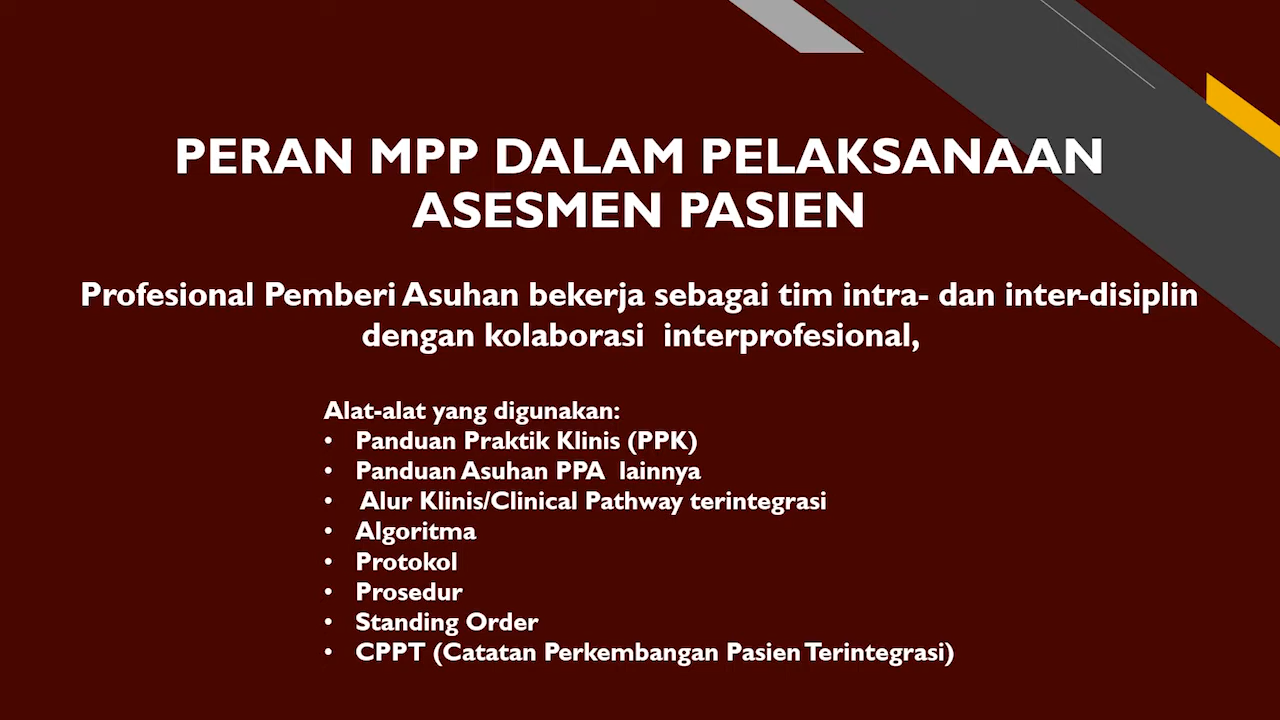 PERAN MPP DALAM PELAKSANAAN
ASESMEN PASIEN
Profesional Pemberi Asuhan bekerja sebagai tim intra- dan inter-disiplin
dengan kolaborasi interprofesional,
Alat-alat yang digunakan:
• Panduan Praktik Klinis (PPK)
• Panduan Asuhan PPA lainnya
• Alur Klinis/Clinical Pathway terintegrasi
• Algoritma
• Protokol
• Prosedur
• Standing Order
• CPPT (Catatan Perkembangan Pasien Terintegrasi)